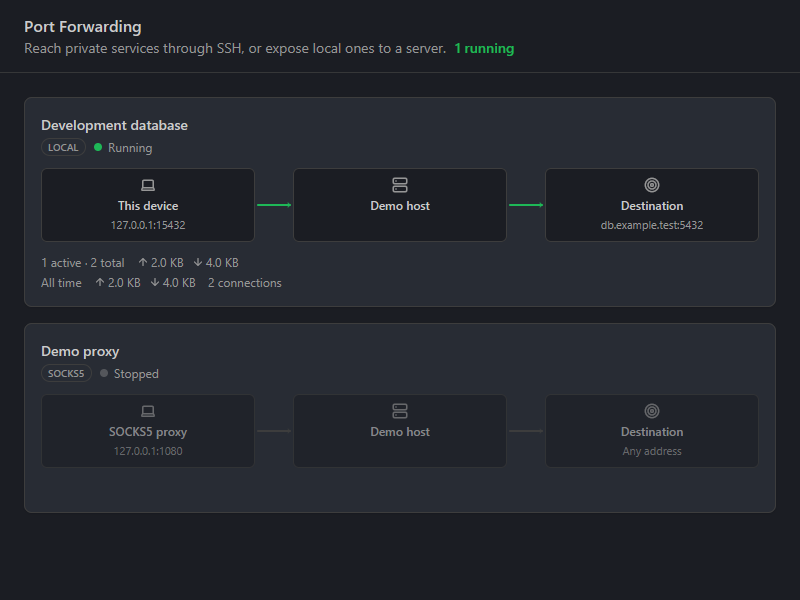 Port Forwarding
Reach private services through SSH, or expose local ones to a server. 1 running
Development database
LOCAL Running
This device Demo host Destination
127.0.0.1:15432 db.example.test:5432
1 active · 2 total ↑ 2.0 KB ↓ 4.0 KB
All time ↑ 2.0 KB ↓ 4.0 KB 2 connections
Demo proxy
SOCKS5 Stopped
SOCKS5 proxy Demo host Destination
127.0.0.1:1080 Any address